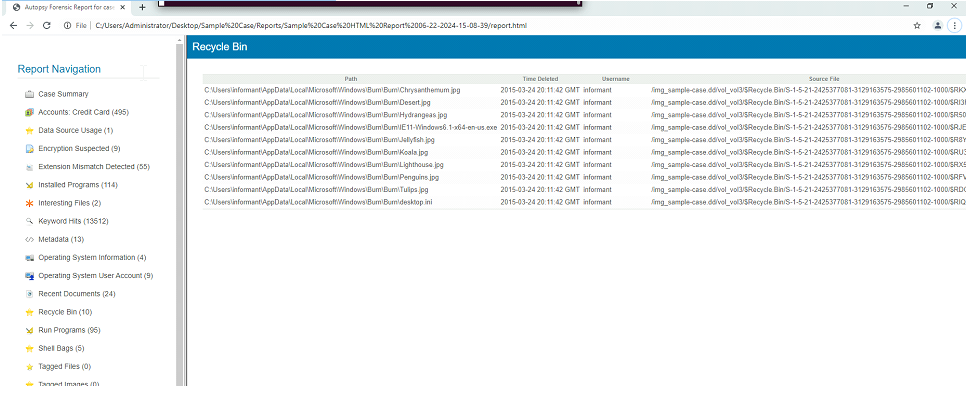 Autopsy Forensic Report for case
File
C:/Users/Administrator/Desktop/Sample%20Case/Reports/Sample%20Case%20HTML%20Report%2006-22-2024-15-08-39/report.html
Recycle Bin
Report Navigation
Case Summary
Accounts: Credit Card (495)
Data Source Usage (1)
Encryption Suspected (9)
Extension Mismatch Detected (55)
Installed Programs (114)
Interesting Files (2)
Keyword Hits (13512)
Metadata (13)
Operating System Information (4)
Operating System User Account (9)
Recent Documents (24)
Recycle Bin (10)
Run Programs (95)
Shell Bags (5)
Tagged Files (0)
Tagged Images (0)
Path Time Deleted Username Source File
C:\Users\informant\AppData\Local\Microsoft\Windows\Burn\Burn\Chrysanthemum.jpg 2015-03-24 20:11:42 GMT informant /img_sample-case.dd/vol_vol3/$Recycle.Bin/S-1-5-21-2425377081-3129163575-2985601102-1000/$RKX
C:\Users\informant\AppData\Local\Microsoft\Windows\Burn\Burn\Desert.jpg 2015-03-24 20:11:42 GMT informant /img_sample-case.dd/vol_vol3/$Recycle.Bin/S-1-5-21-2425377081-3129163575-2985601102-1000/$RI3
C:\Users\informant\AppData\Local\Microsoft\Windows\Burn\Burn\Hydrangeas.jpg 2015-03-24 20:11:42 GMT informant /img_sample-case.dd/vol_vol3/$Recycle.Bin/S-1-5-21-2425377081-3129163575-2985601102-1000/$R50
C:\Users\informant\AppData\Local\Microsoft\Windows\Burn\Burn\IE11-Windows6.1-x64-en-us.exe 2015-03-24 20:11:42 GMT informant /img_sample-case.dd/vol_vol3/$Recycle.Bin/S-1-5-21-2425377081-3129163575-2985601102-1000/$RJE
C:\Users\informant\AppData\Local\Microsoft\Windows\Burn\Burn\Jellyfish.jpg 2015-03-24 20:11:42 GMT informant /img_sample-case.dd/vol_vol3/$Recycle.Bin/S-1-5-21-2425377081-3129163575-2985601102-1000/$R8Y
C:\Users\informant\AppData\Local\Microsoft\Windows\Burn\Burn\Koala.jpg 2015-03-24 20:11:42 GMT informant /img_sample-case.dd/vol_vol3/$Recycle.Bin/S-1-5-21-2425377081-3129163575-2985601102-1000/$RU3
C:\Users\informant\AppData\Local\Microsoft\Windows\Burn\Burn\Lighthouse.jpg 2015-03-24 20:11:42 GMT informant /img_sample-case.dd/vol_vol3/$Recycle.Bin/S-1-5-21-2425377081-3129163575-2985601102-1000/$RX5
C:\Users\informant\AppData\Local\Microsoft\Windows\Burn\Burn\Penguins.jpg 2015-03-24 20:11:42 GMT informant /img_sample-case.dd/vol_vol3/$Recycle.Bin/S-1-5-21-2425377081-3129163575-2985601102-1000/$RFV
C:\Users\informant\AppData\Local\Microsoft\Windows\Burn\Burn\Tulips.jpg 2015-03-24 20:11:42 GMT informant /img_sample-case.dd/vol_vol3/$Recycle.Bin/S-1-5-21-2425377081-3129163575-2985601102-1000/$RDC
C:\Users\informant\AppData\Local\Microsoft\Windows\Burn\Burn\desktop.ini 2015-03-24 20:11:42 GMT informant /img_sample-case.dd/vol_vol3/$Recycle.Bin/S-1-5-21-2425377081-3129163575-2985601102-1000/$RIQ